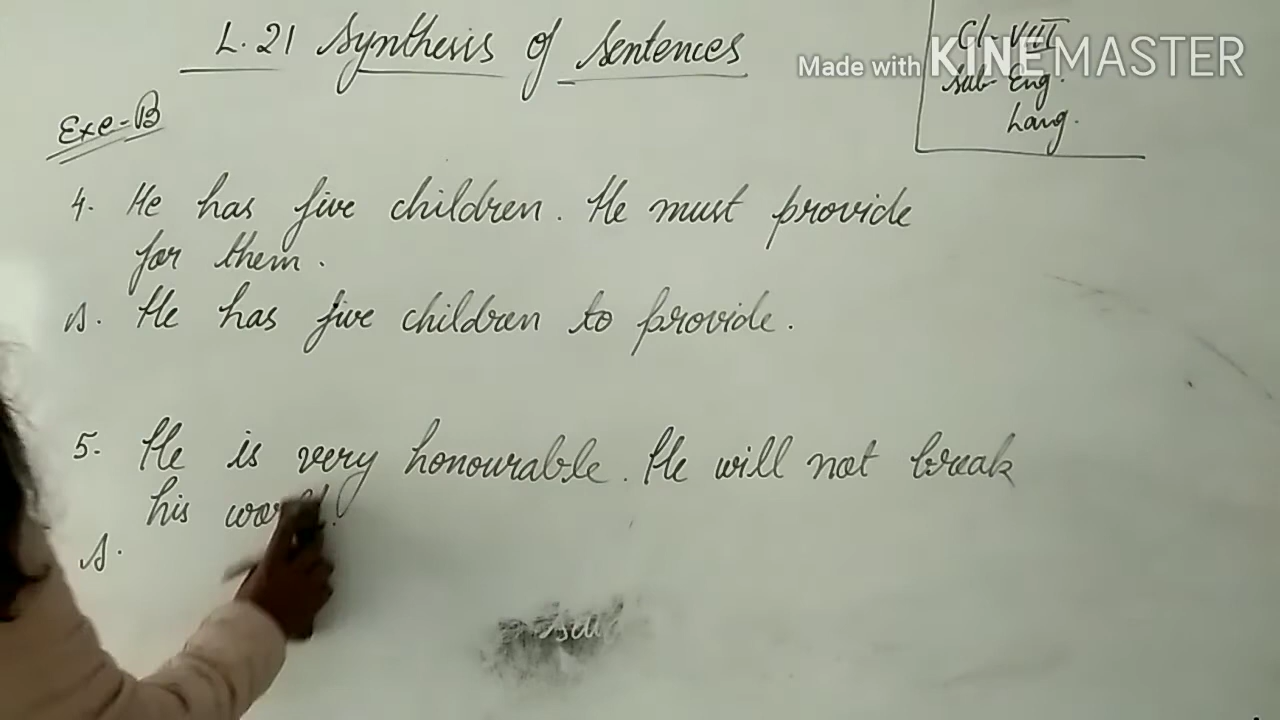 L. 21 Synthesis of Sentences
Cl- VIII
Made with KINEMASTER
Sub- Eng.
Lang.
Exe-B
4. He has five children. He must provide
for them.
A. He has five children to provide.
5. He is very honourable. He will not break
his
A.